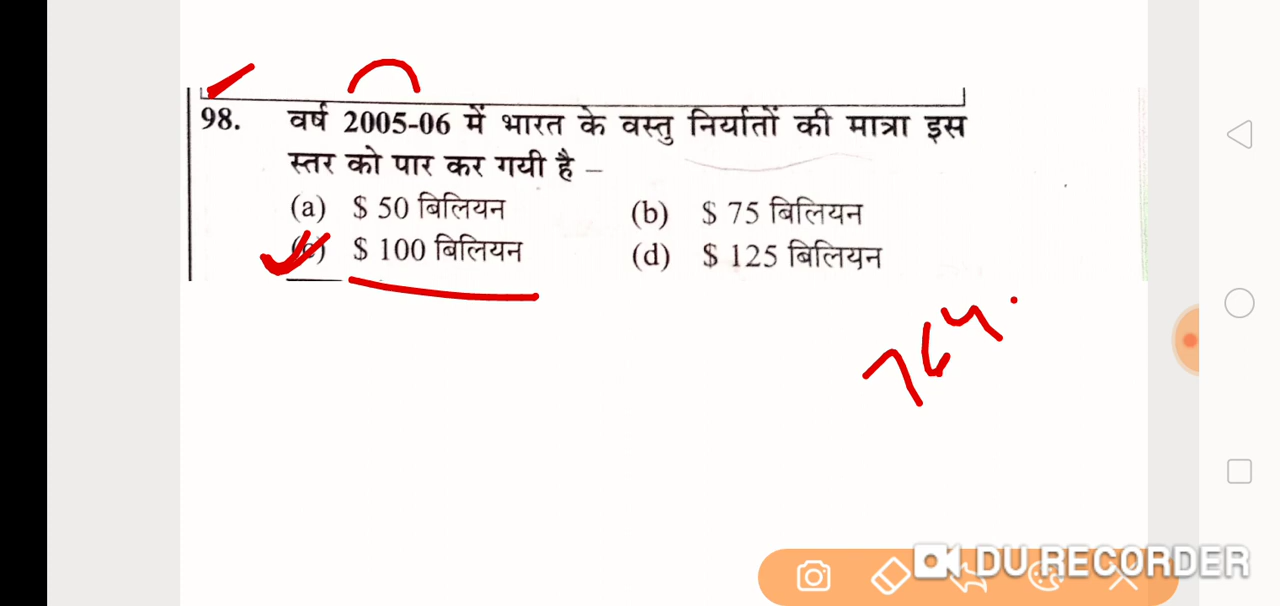 98. वर्ष 2005-06 में भारत के वस्तु निर्यातों की मात्रा इस
स्तर को पार कर गयी है –
(a) $ 50 बिलियन (b) $ 75 बिलियन
$ 100 बिलियन (d) $ 125 बिलियन
DU RECORDER